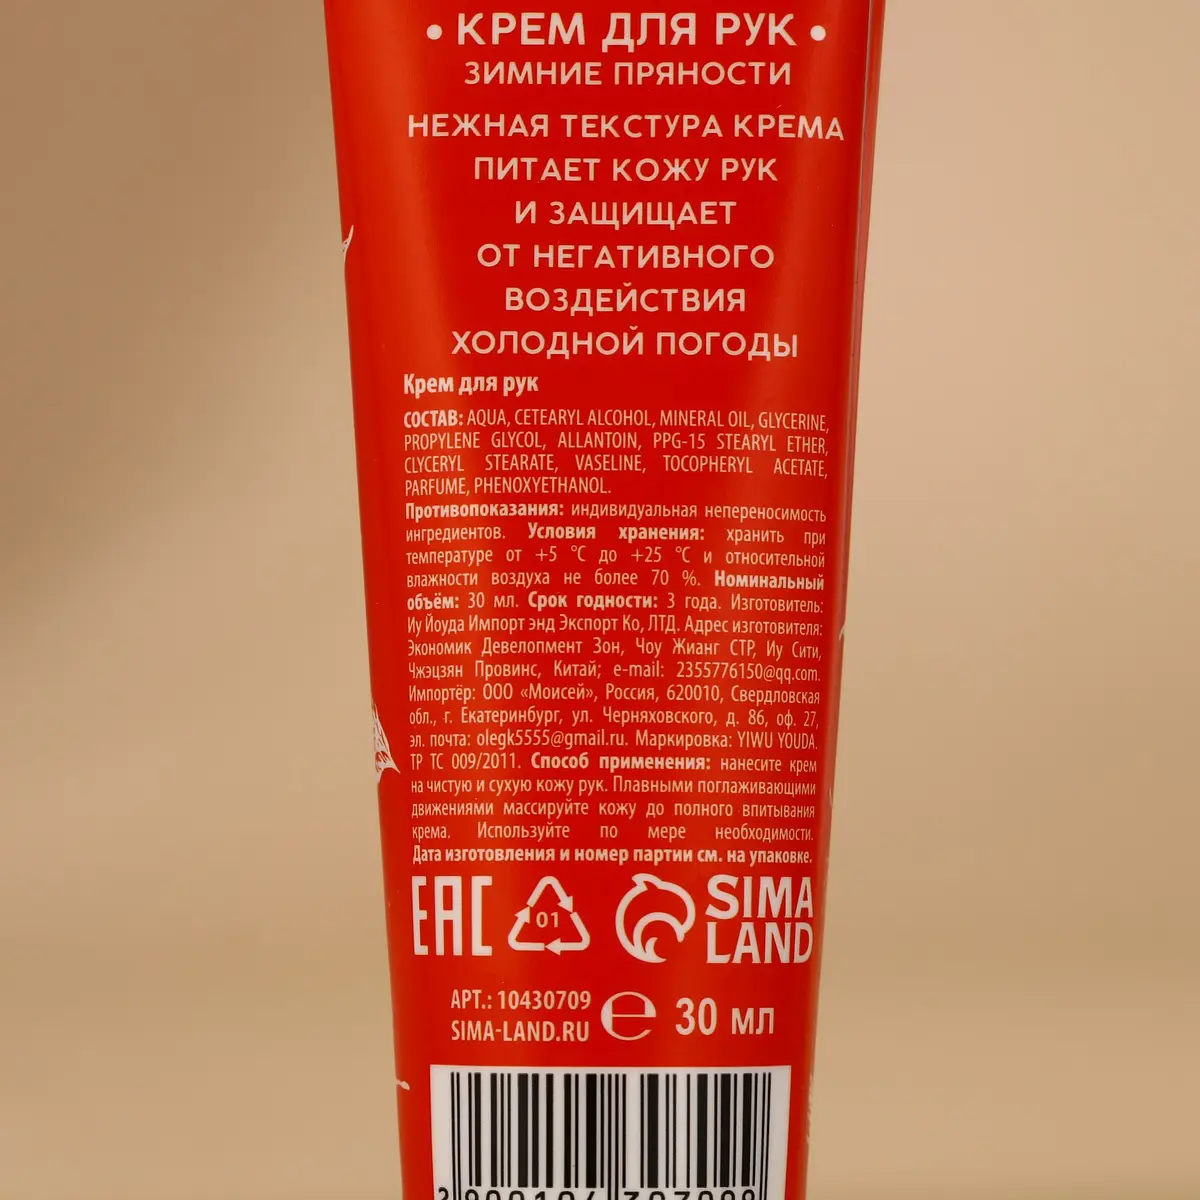 • КРЕМ ДЛЯ РУК •
ЗИМНИЕ ПРЯНОСТИ
НЕЖНАЯ ТЕКСТУРА КРЕМА
ПИТАЕТ КОЖУ РУК
И ЗАЩИЩАЕТ
ОТ НЕГАТИВНОГО
ВОЗДЕЙСТВИЯ
ХОЛОДНОЙ ПОГОДЫ
Крем для рук
СОСТАВ: AQUA, CETEARYL ALCOHOL, MINERAL OIL, GLYCERINE,
PROPYLENE GLYCOL, ALLANTOIN, PPG-15 STEARYL ETHER,
CLYCERYL STEARATE, VASELINE, TOCOPHERYL ACETATE,
PARFUME, PHENOXYETHANOL.
Противопоказания: индивидуальная непереносимость
ингредиентов. Условия хранения: хранить при
температуре от +5 °C до +25 °C и относительной
влажности воздуха не более 70 %. Номинальный
объём: 30 мл. Срок годности: 3 года. Изготовитель:
Иу Йоуда Импорт энд Экспорт Ко, ЛТД. Адрес изготовителя:
Экономик Девелопмент Зон, Чоу Жианг СТР, Иу Сити,
Чжэцзян Провинс, Китай; e-mail: 2355776150@qq.com.
Импортёр: ООО «Моисей», Россия, 620010, Свердловская
обл., г. Екатеринбург, ул. Черняховского, д. 86, оф. 27,
эл. почта: olegk5555@gmail.ru. Маркировка: YIWU YOUDA.
ТР ТС 009/2011. Способ применения: нанесите крем
на чистую и сухую кожу рук. Плавными поглаживающими
движениями массируйте кожу до полного впитывания
крема. Используйте по мере необходимости.
Дата изготовления и номер партии см. на упаковке.
EAC 01 SIMA
LAND
АРТ.: 10430709
SIMA-LAND.RU
℮ 30 мл